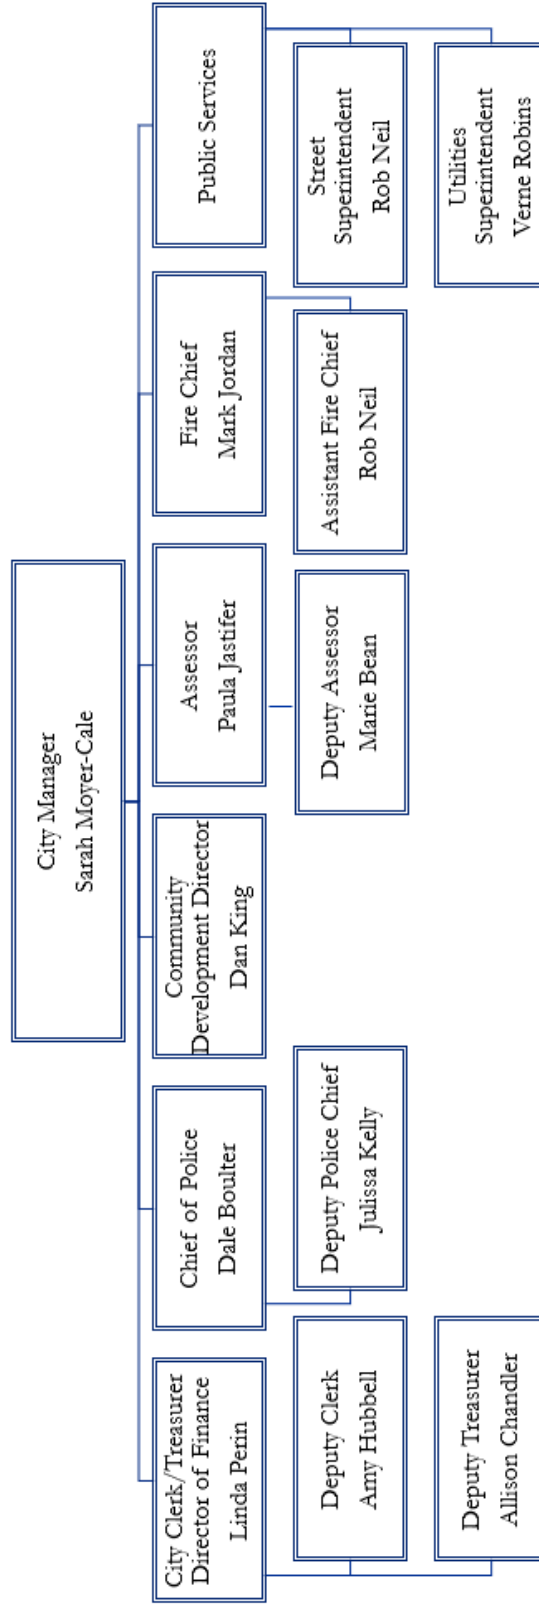 City Manager
Sarah Moyer-Cale
City Clerk/Treasurer
Director of Finance
Linda Perin
Chief of Police
Dale Boulter
Community
Development Director
Dan King
Assessor
Paula Jastifer
Fire Chief
Mark Jordan
Public Services
Deputy Clerk
Amy Hubbell
Deputy Police Chief
Julissa Kelly
Deputy Assessor
Marie Bean
Assistant Fire Chief
Rob Neil
Street
Superintendent
Rob Neil
Deputy Treasurer
Allison Chandler
Utilities
Superintendent
Verne Robins